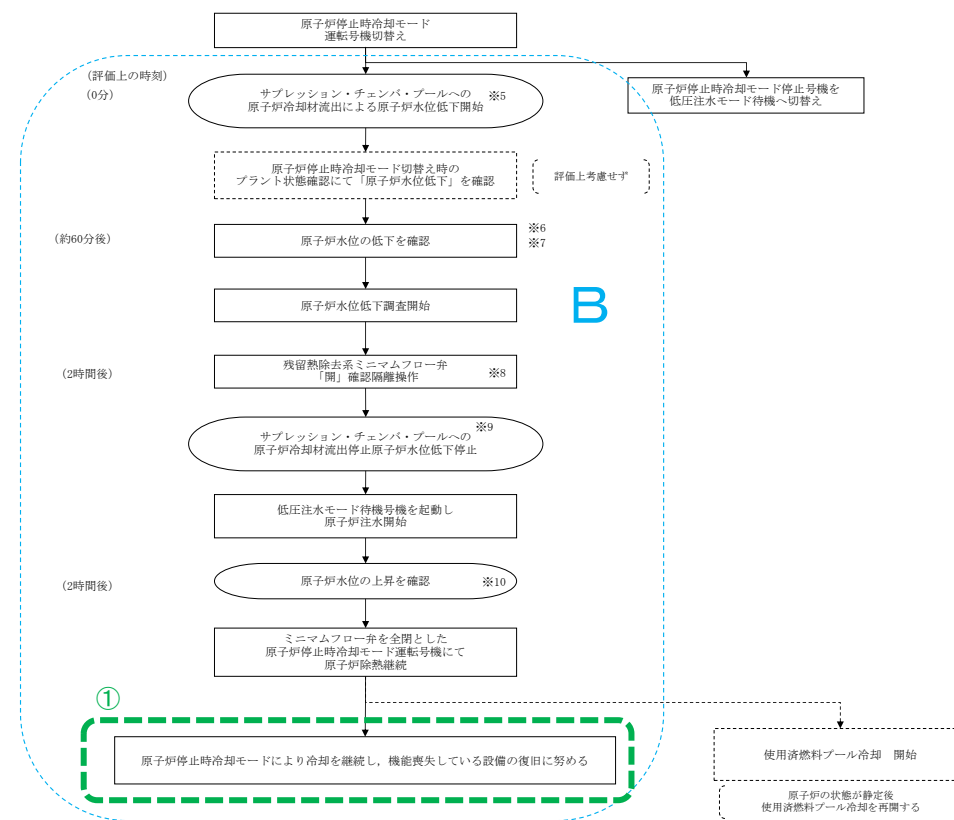 原子炉停止時冷却モード
運転号機切替え
(評価上の時刻)
(0分)
サプレッション・チェンバ・プールへの
原子炉冷却材流出による原子炉水位低下開始
※5
原子炉停止時冷却モード停止号機を
低圧注水モード待機へ切替え
原子炉停止時冷却モード切替え時の
プラント状態確認にて「原子炉水位低下」を確認
評価上考慮せず
(約60分後)
原子炉水位の低下を確認
※6
※7
原子炉水位低下調査開始
B
(2時間後)
残留熱除去系ミニマムフロー弁
「開」確認隔離操作
※8
サプレッション・チェンバ・プールへの
原子炉冷却材流出停止原子炉水位低下停止
※9
低圧注水モード待機号機を起動し
原子炉注水開始
(2時間後)
原子炉水位の上昇を確認
※10
ミニマムフロー弁を全閉とした
原子炉停止時冷却モード運転号機にて
原子炉除熱継続
①
原子炉停止時冷却モードにより冷却を継続し，機能喪失している設備の復旧に努める
使用済燃料プール冷却　開始
原子炉の状態が静定後
使用済燃料プール冷却を再開する